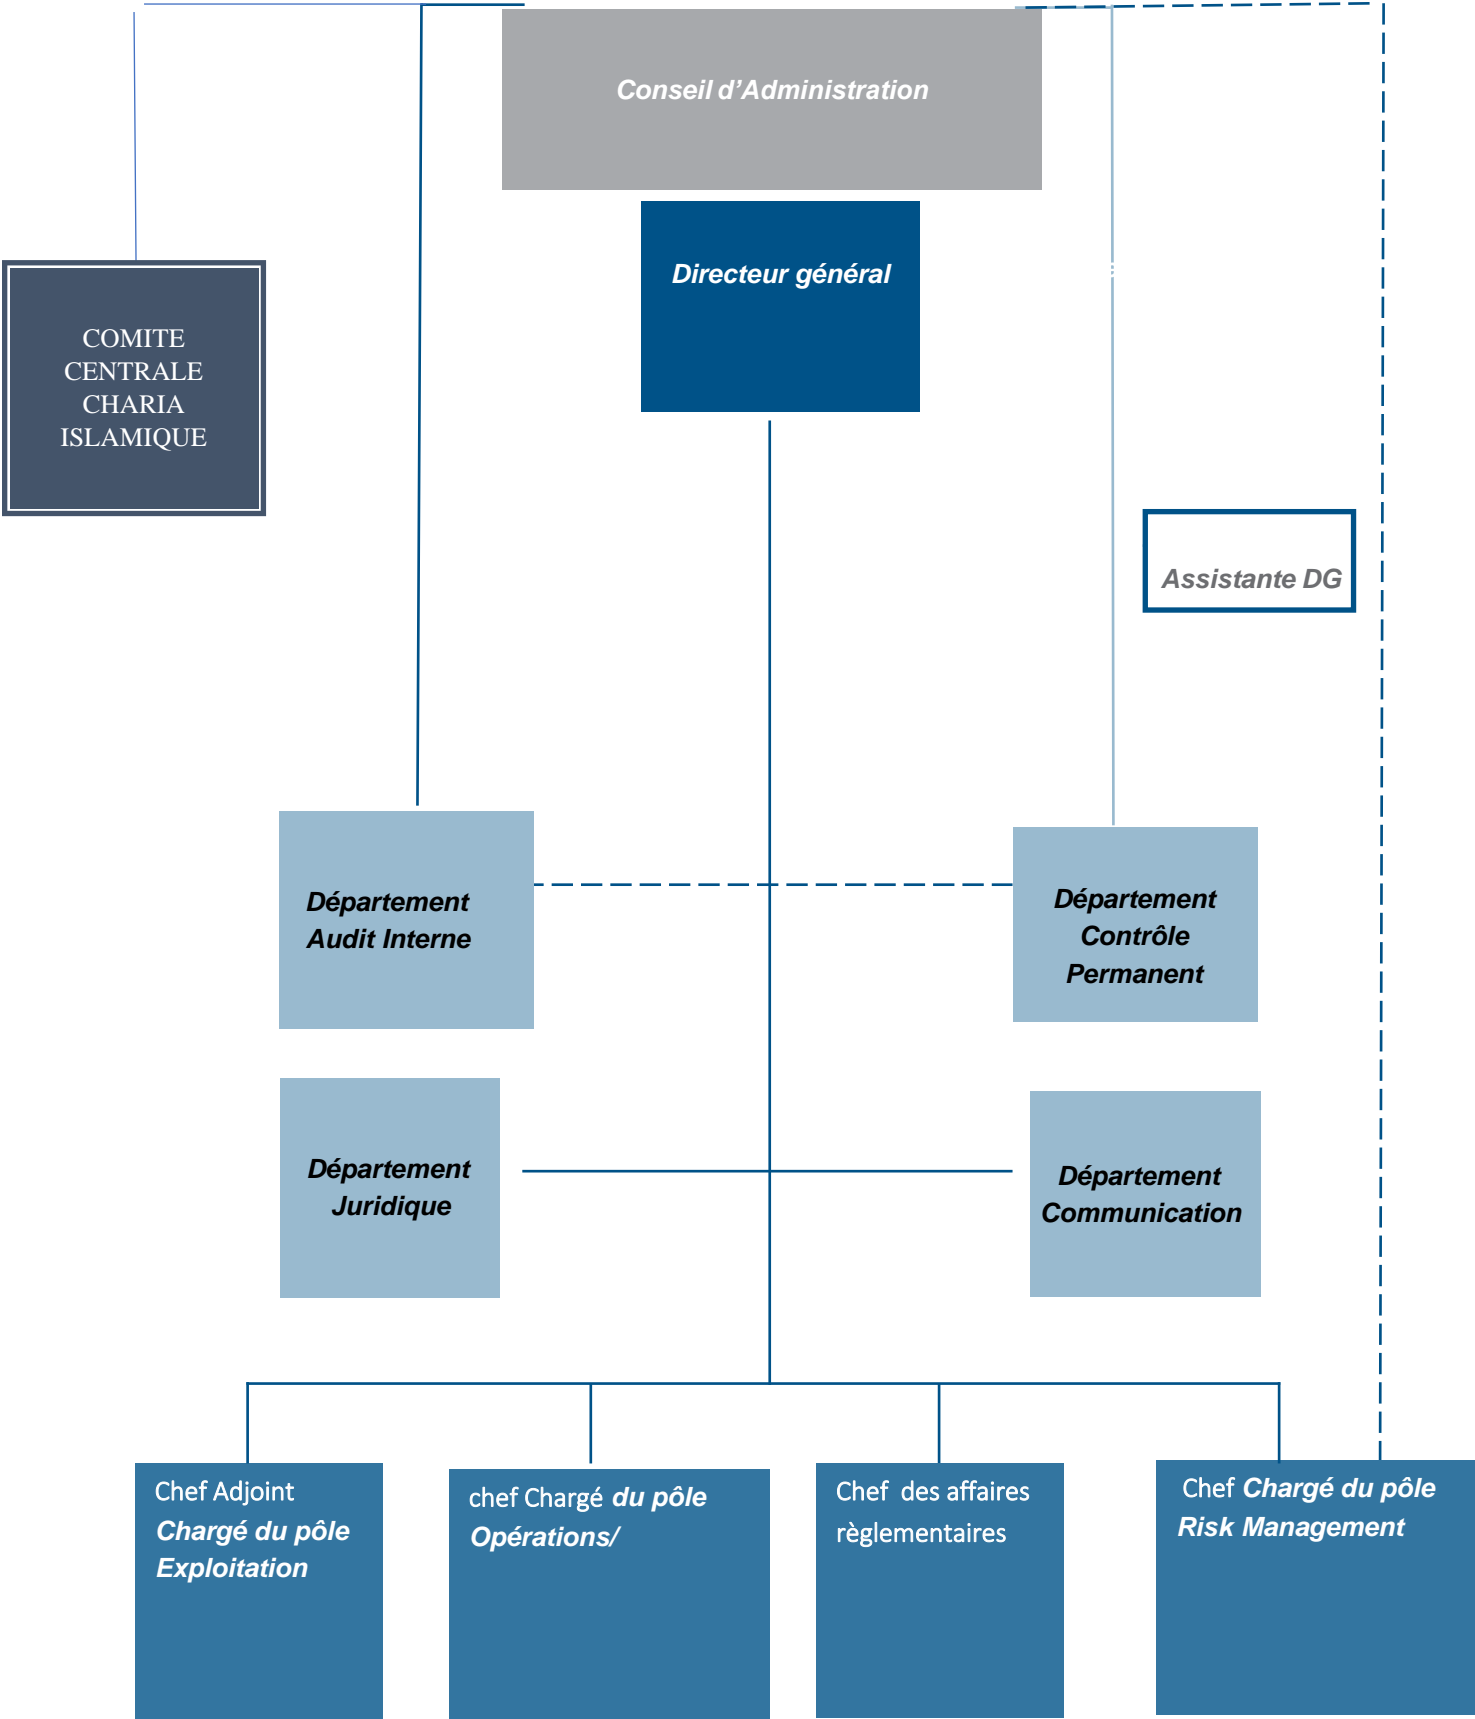 Conseil d’Administration
Directeur général
COMITE
CENTRALE
CHARIA
ISLAMIQUE
Assistante DG
Département
Audit Interne
Département
Contrôle
Permanent
Département
Juridique
Département
Communication
Chef Adjoint
Chargé du pôle
Exploitation
chef Chargé du pôle
Opérations/
Chef des affaires
règlementaires
Chef Chargé du pôle
Risk Management